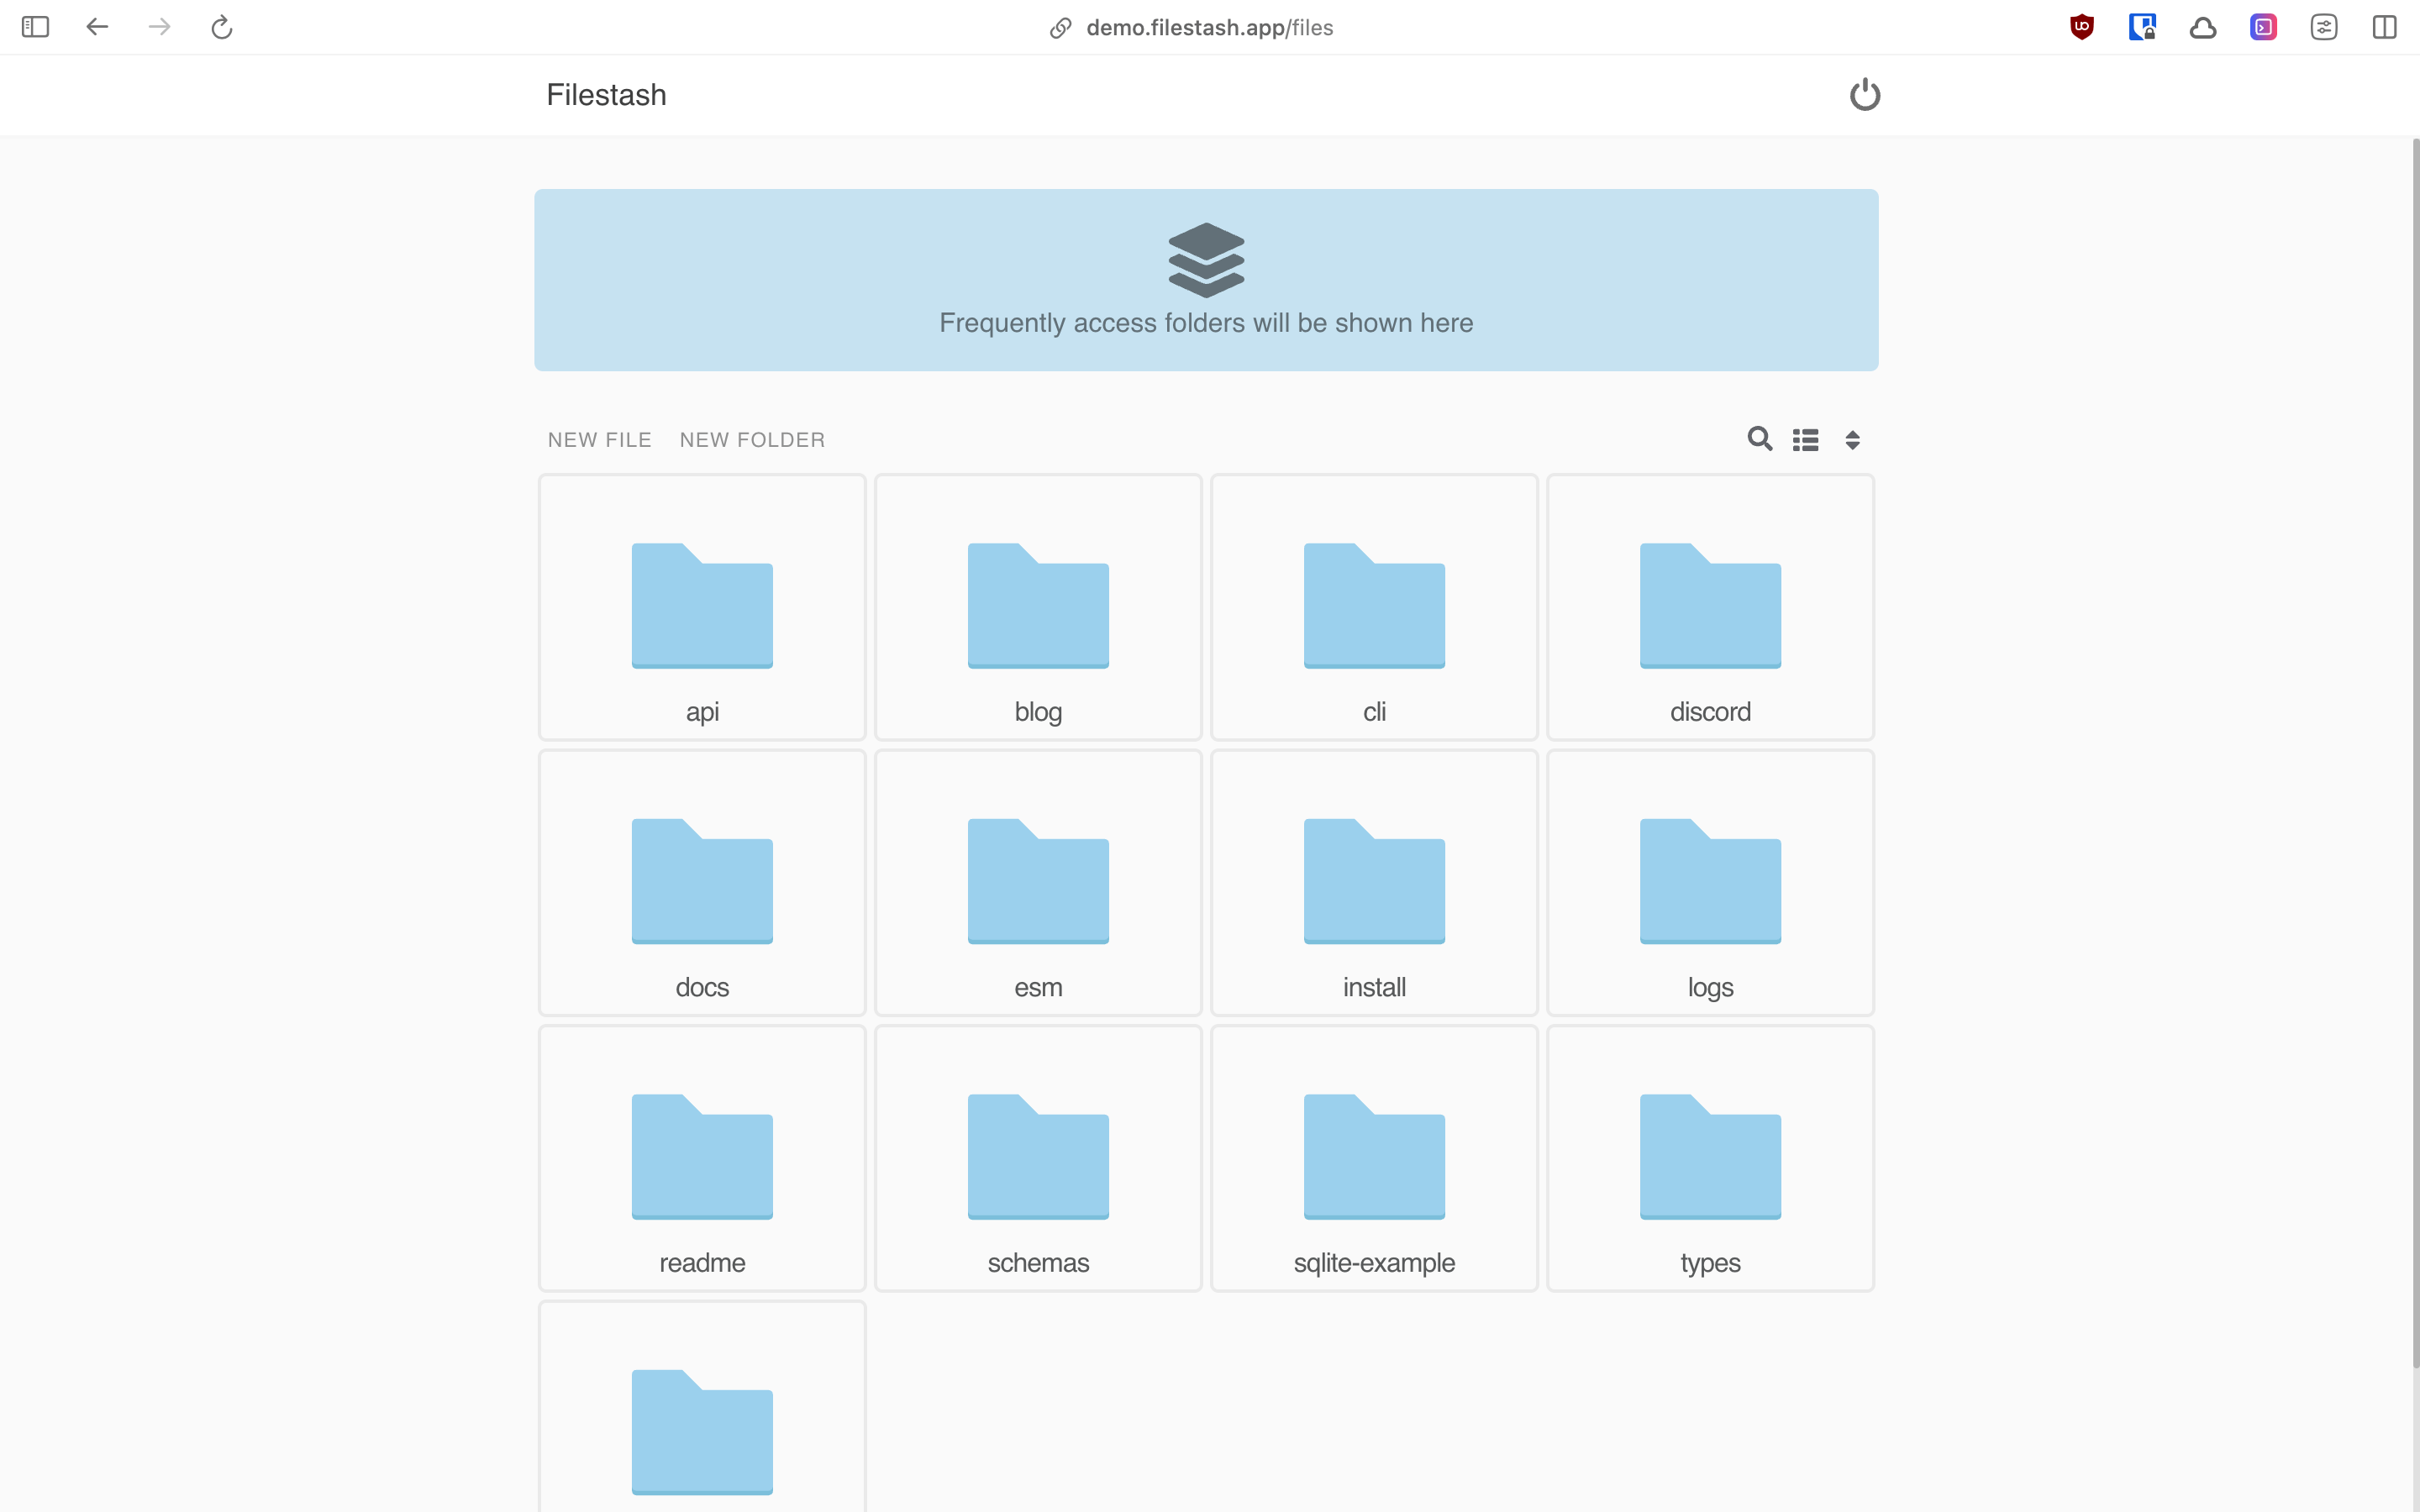 demo.filestash.app/files
Filestash
Frequently access folders will be shown here
NEW FILE NEW FOLDER
api blog cli discord
docs esm install logs
readme schemas sqlite-example types